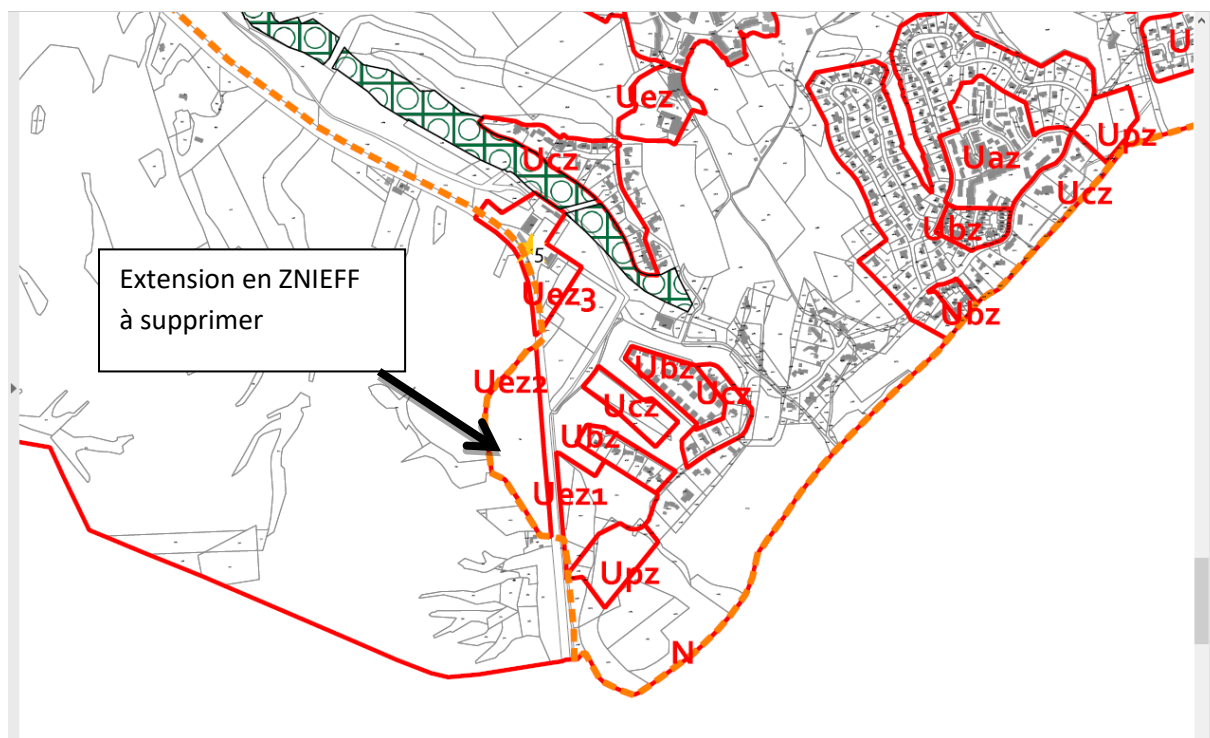 U
Uez
Upz
Ucz
Uaz
Ucz
Ubz
5
Extension en ZNIEFF
à supprimer
Uez3
Ubz
Uez2
Ubz
Ucz
Ucz
Ubz
Uez1
Upz
N